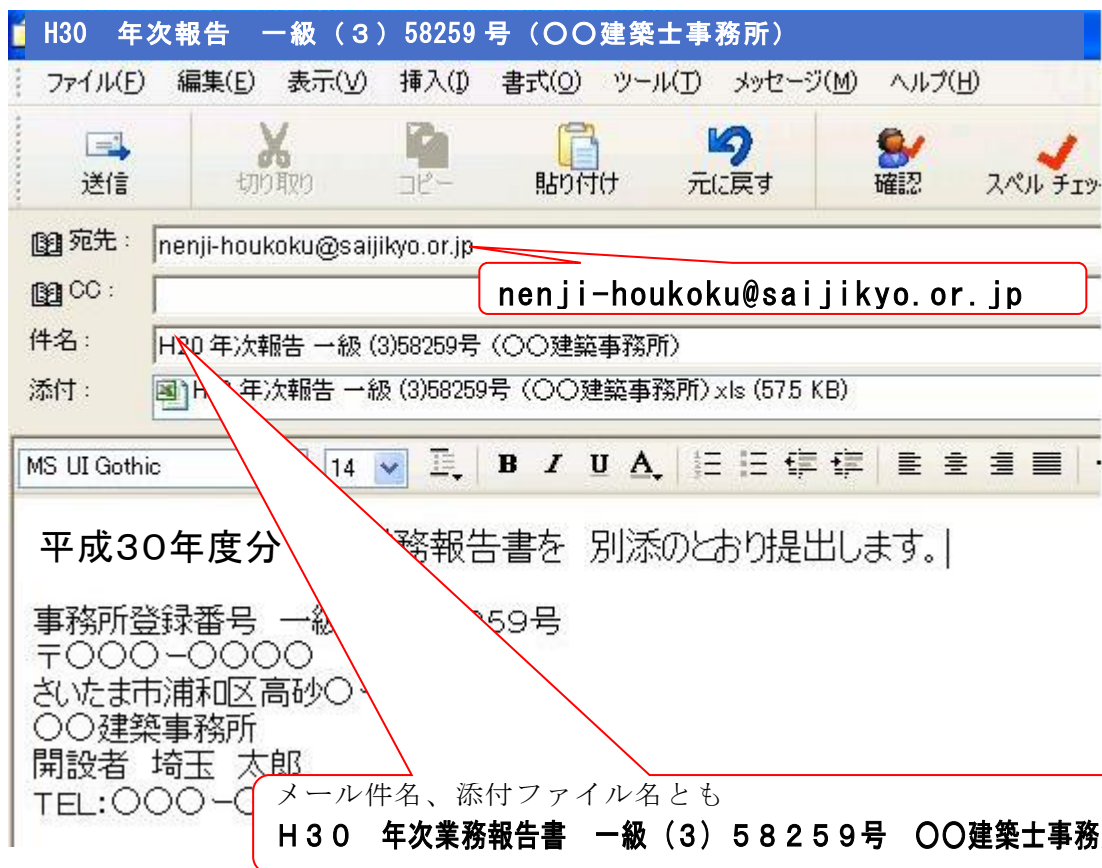 H30　年次報告　一級（３）58259号（〇〇建築士事務所）
ファイル(F)　編集(E)　表示(V)　挿入(I)　書式(O)　ツール(T)　メッセージ(M)　ヘルプ(H)
送信　切り取り　コピー　貼り付け　元に戻す　確認　スペル チェッ
宛先： nenji-houkoku@saijikyo.or.jp
nenji-houkoku@saijikyo.or.jp
CC：
件名： H20 年次報告 一級 (3)58259号 （〇〇建築事務所）
添付： H 年次報告 一級 (3)58259号 （〇〇建築事務所）.xls (57.5 KB)
MS UI Gothic　14　B I U A
平成３０年度分　務報告書を 別添のとおり提出します。
事務所登録番号 一級　59号
〒〇〇〇-〇〇〇〇
さいたま市浦和区高砂〇-
〇〇建築事務所
開設者 埼玉 太郎
TEL:〇〇〇-〇
メール件名、添付ファイル名とも
Ｈ３０　年次業務報告書　一級（３）５８２５９号　〇〇建築士事務